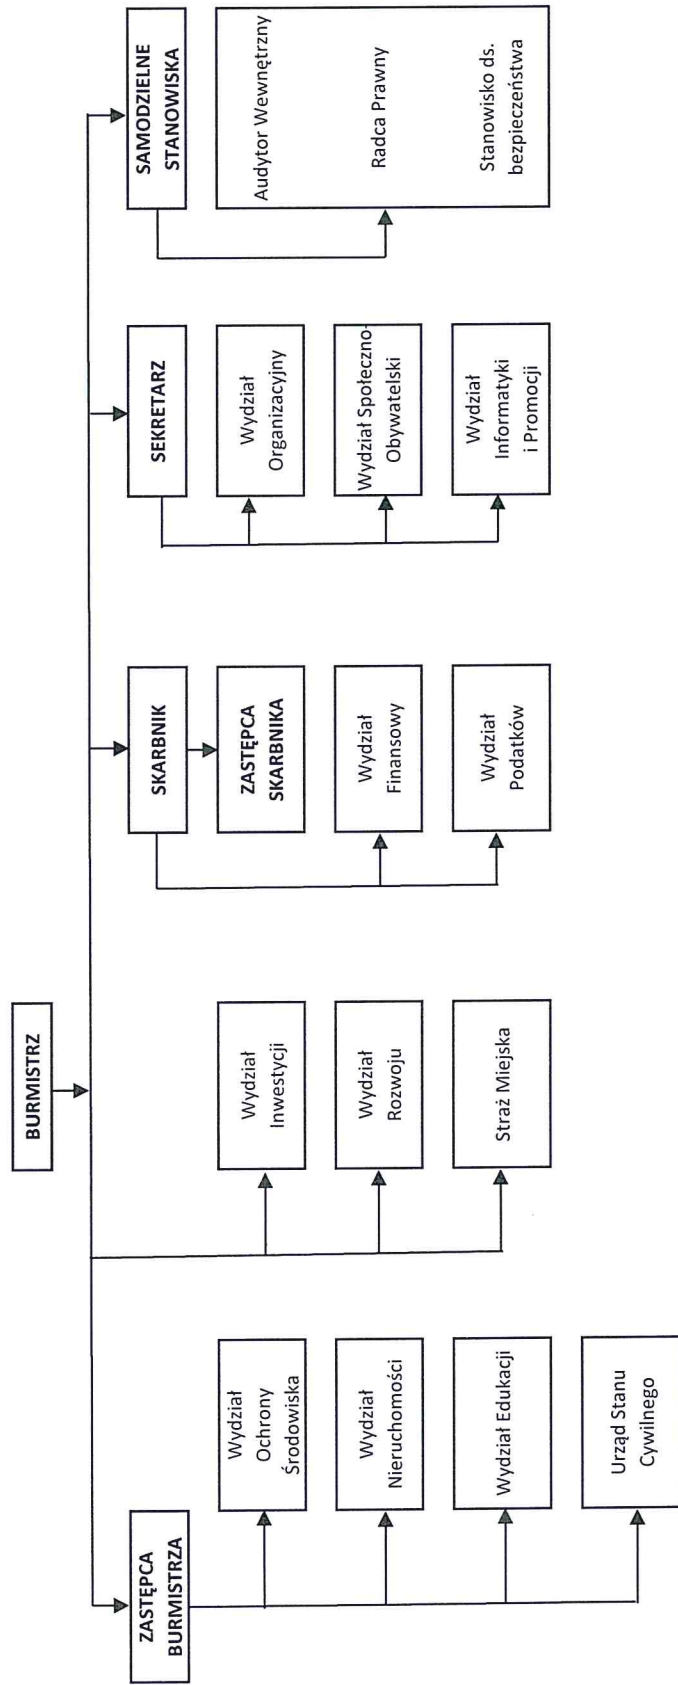 BURMISTRZ
ZASTĘPCA
BURMISTRZA
Wydział
Ochrony
Środowiska
Wydział
Nieruchomości
Wydział Edukacji
Urząd Stanu
Cywilnego
Wydział
Inwestycji
Wydział
Rozwoju
Straż Miejska
SKARBNIK
ZASTĘPCA
SKARBNIKA
Wydział
Finansowy
Wydział
Podatków
SEKRETARZ
Wydział
Organizacyjny
Wydział Społeczno-
Obywatelski
Wydział
Informatyki
i Promocji
SAMODZIELNE
STANOWISKA
Audytor Wewnętrzny
Radca Prawny
Stanowisko ds.
bezpieczeństwa